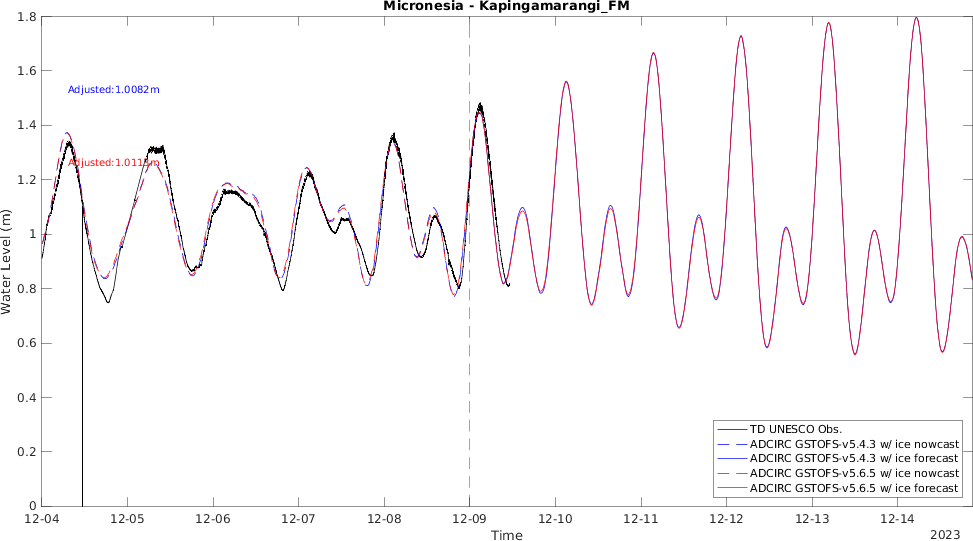 Micronesia - Kapingamarangi_FM
1.8
1.6
1.4
1.2
1
0.8
0.6
0.4
0.2
0
Water Level (m)
Adjusted:1.0082m
Adjusted:1.0115m
TD UNESCO Obs.
ADCIRC GSTOFS-v5.4.3 w/ ice nowcast
ADCIRC GSTOFS-v5.4.3 w/ ice forecast
ADCIRC GSTOFS-v5.6.5 w/ ice nowcast
ADCIRC GSTOFS-v5.6.5 w/ ice forecast
12-04 12-05 12-06 12-07 12-08 12-09 12-10 12-11 12-12 12-13 12-14
Time
2023